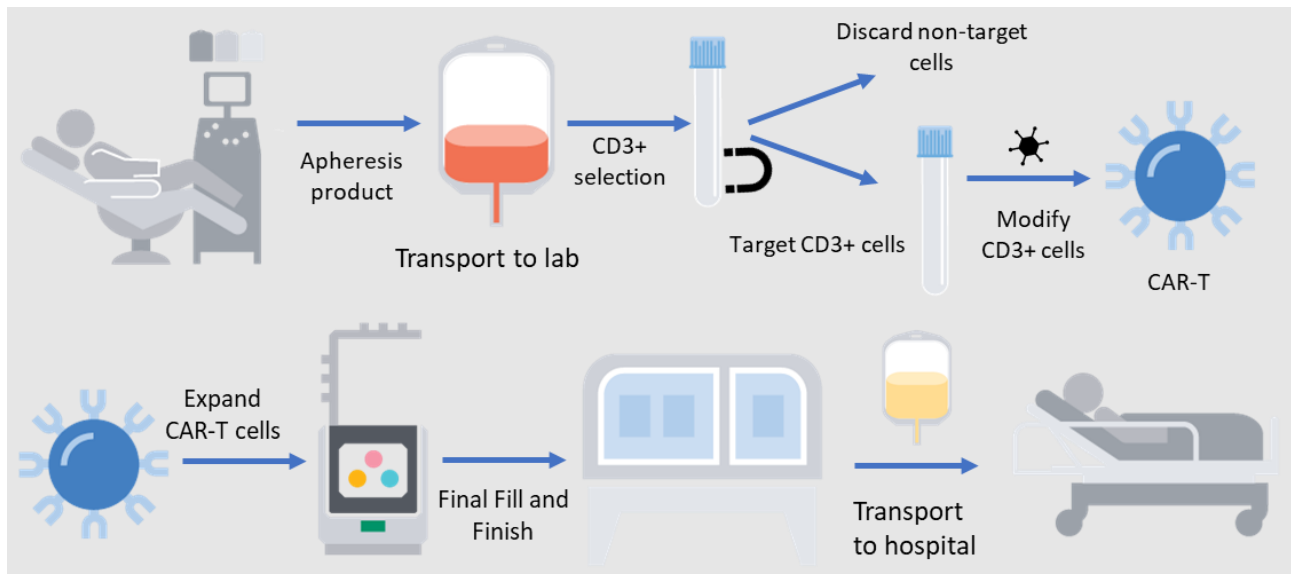 Apheresis
product
Transport to lab
CD3+
selection
Discard non-target
cells
Target CD3+ cells
Modify
CD3+ cells
CAR-T
Expand
CAR-T cells
Final Fill and
Finish
Transport
to hospital